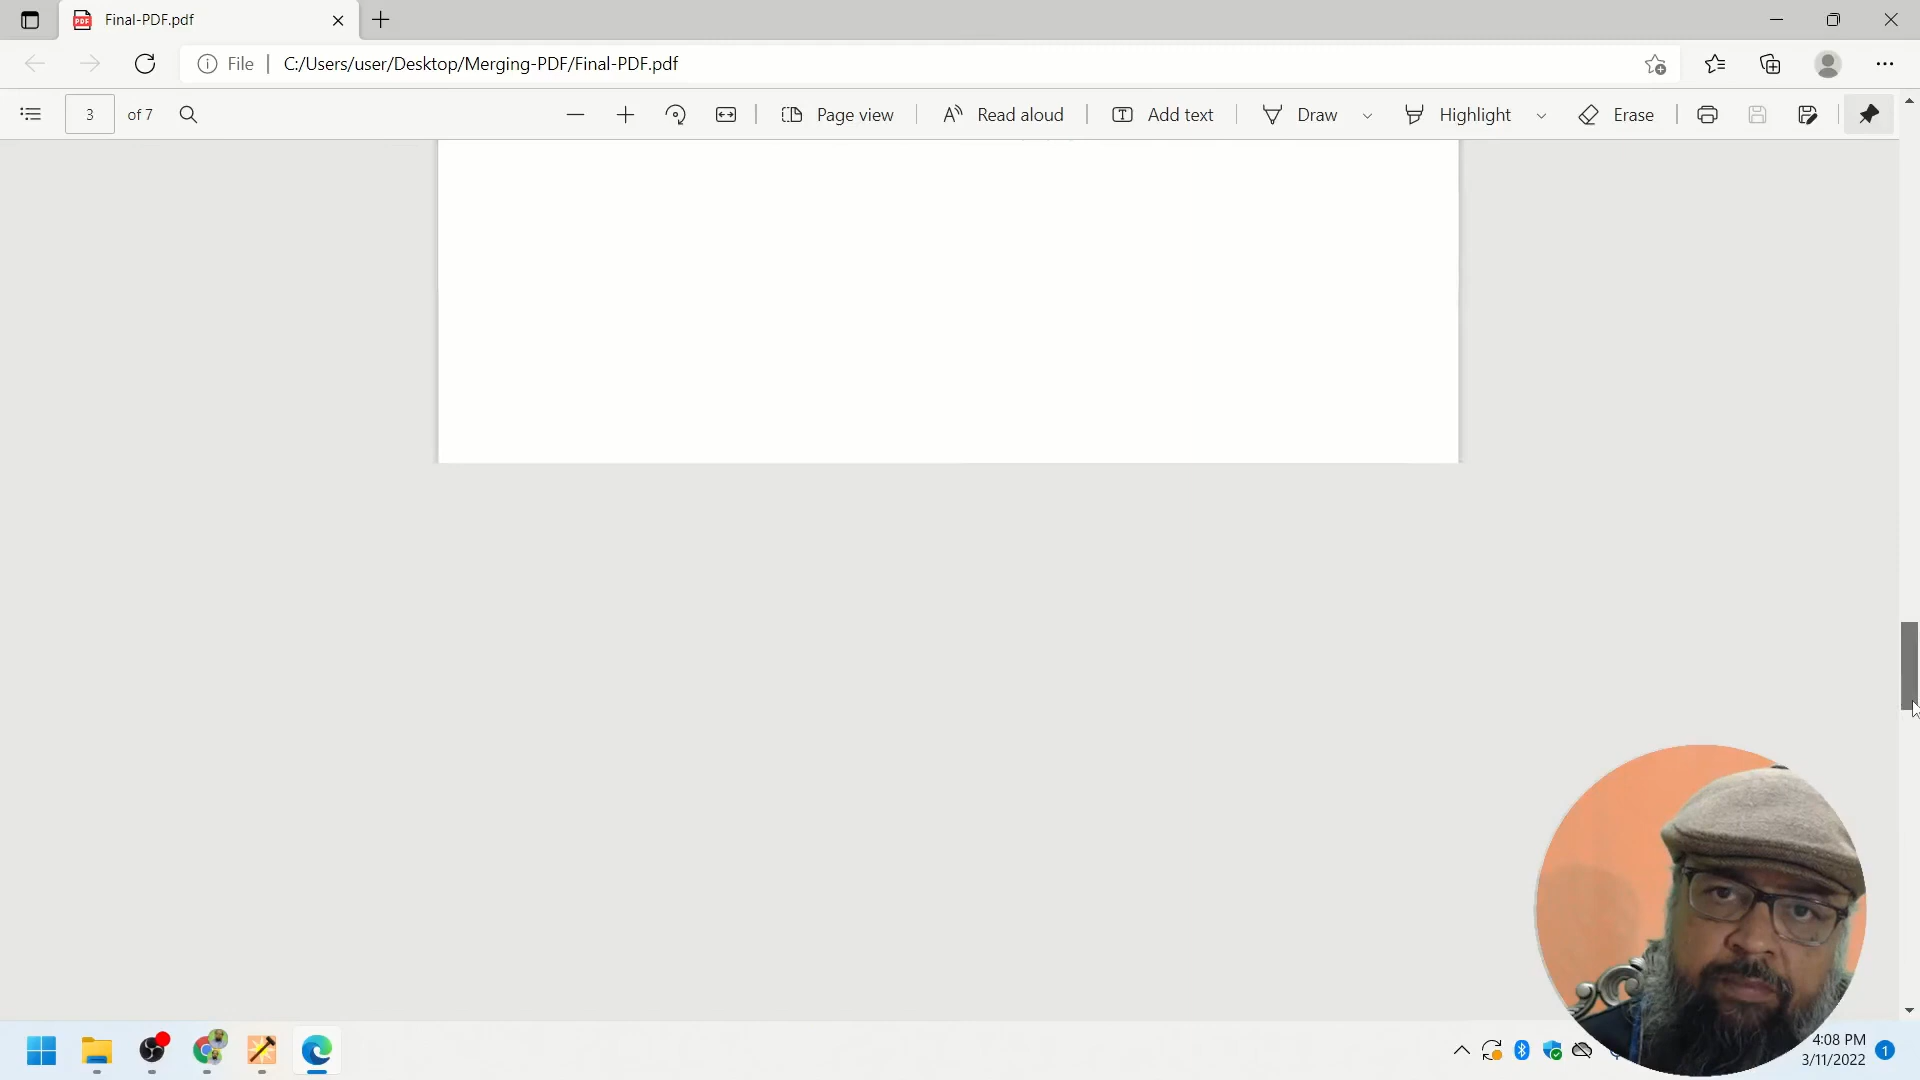 Final-PDF.pdf
File
C:/Users/user/Desktop/Merging-PDF/Final-PDF.pdf
3 of 7
Page view
Read aloud
Add text
Draw
Highlight
Erase
4:08 PM
3/11/2022
1